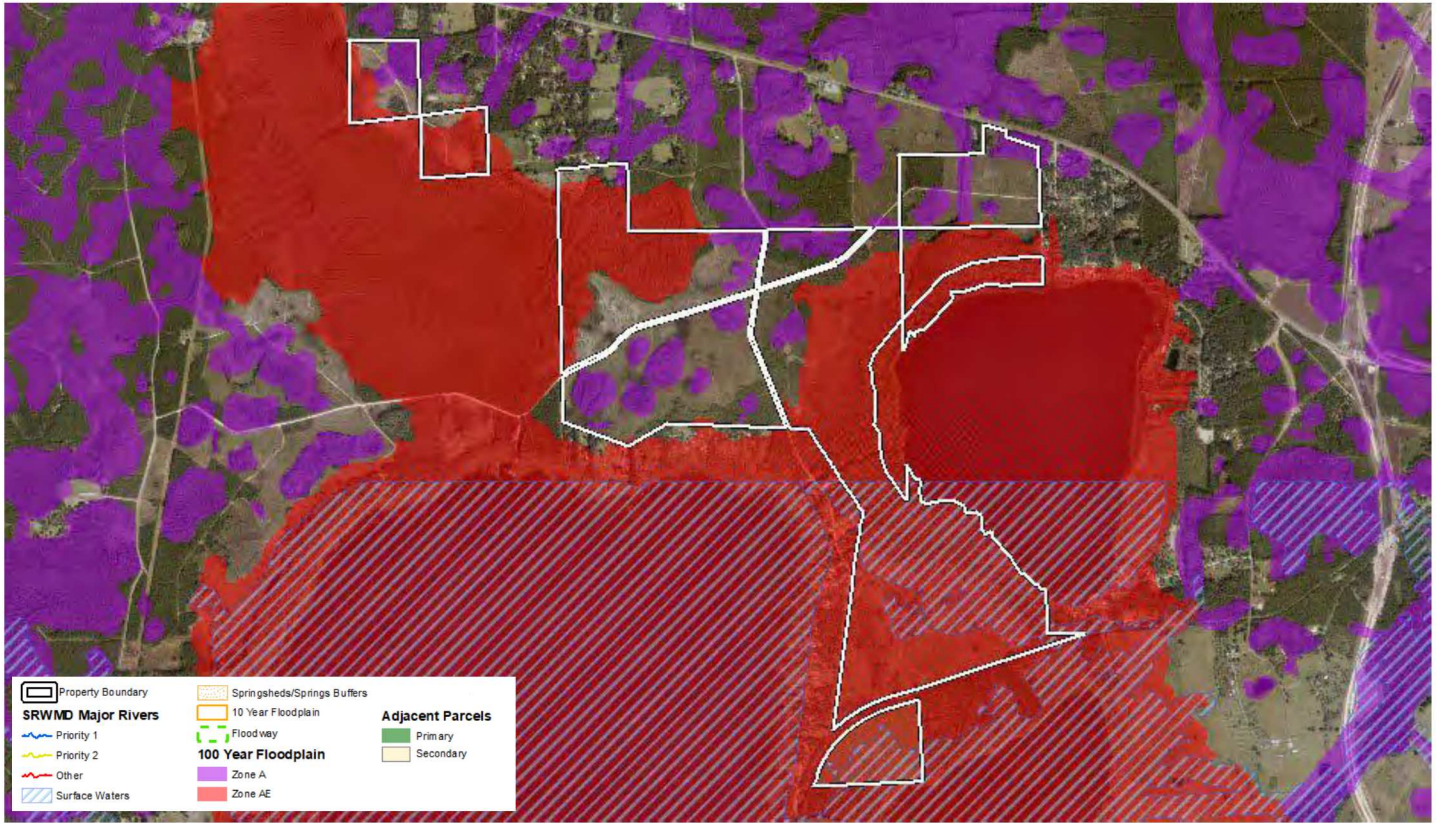 Property Boundary
SRWMD Major Rivers
Priority 1
Priority 2
Other
Surface Waters
Springsheds/Springs Buffers
10 Year Floodplain
Floodway
100 Year Floodplain
Zone A
Zone AE
Adjacent Parcels
Primary
Secondary